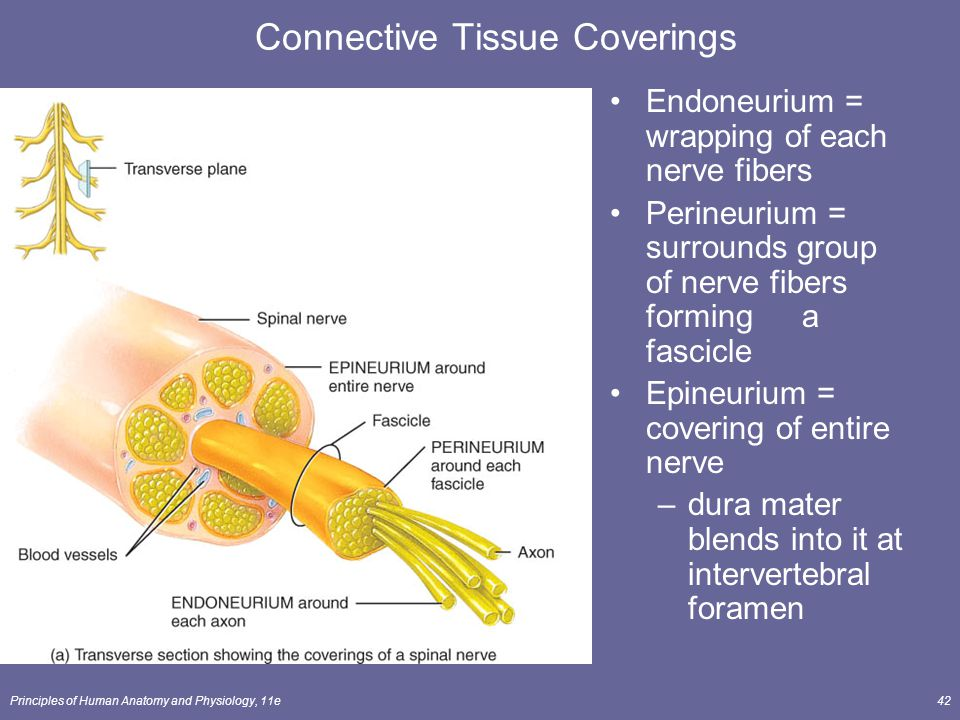 Connective Tissue Coverings
Transverse plane
Spinal nerve
EPINEURIUM around
entire nerve
Fascicle
PERINEURIUM
around each
fascicle
Blood vessels
Axon
ENDONEURIUM around
each axon
(a) Transverse section showing the coverings of a spinal nerve
• Endoneurium =
wrapping of each
nerve fibers
• Perineurium =
surrounds group
of nerve fibers
forming a
fascicle
• Epineurium =
covering of entire
nerve
– dura mater
blends into it at
intervertebral
foramen
Principles of Human Anatomy and Physiology, 11e
42